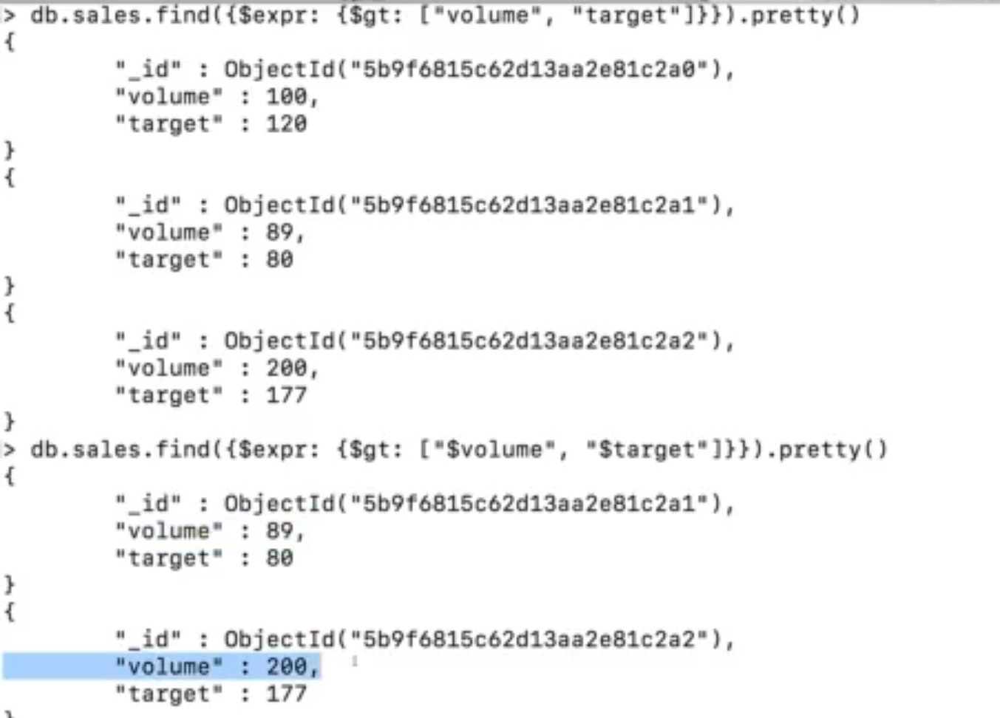 > db.sales.find({$expr: {$gt: ["volume", "target"]}}).pretty()
{
"_id" : ObjectId("5b9f6815c62d13aa2e81c2a0"),
"volume" : 100,
"target" : 120
}
{
"_id" : ObjectId("5b9f6815c62d13aa2e81c2a1"),
"volume" : 89,
"target" : 80
}
{
"_id" : ObjectId("5b9f6815c62d13aa2e81c2a2"),
"volume" : 200,
"target" : 177
}
> db.sales.find({$expr: {$gt: ["$volume", "$target"]}}).pretty()
{
"_id" : ObjectId("5b9f6815c62d13aa2e81c2a1"),
"volume" : 89,
"target" : 80
}
{
"_id" : ObjectId("5b9f6815c62d13aa2e81c2a2"),
"volume" : 200,
"target" : 177
}